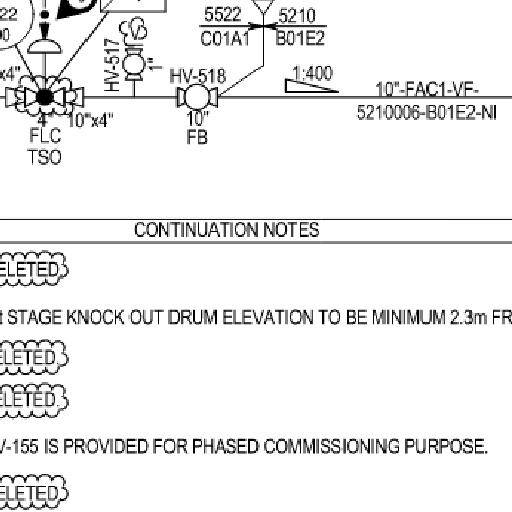 22
00
5522 5210
C01A1 B01E2
HV-517
1"
HV-518
1:400
x4"
4" 10"x4"
10"
FLC
TSO
FB
10"-FAC1-VF-
5210006-B01E2-NI
CONTINUATION NOTES
ELETED
t STAGE KNOCK OUT DRUM ELEVATION TO BE MINIMUM 2.3m FR
ELETED
ELETED
V-155 IS PROVIDED FOR PHASED COMMISSIONING PURPOSE.
ELETED